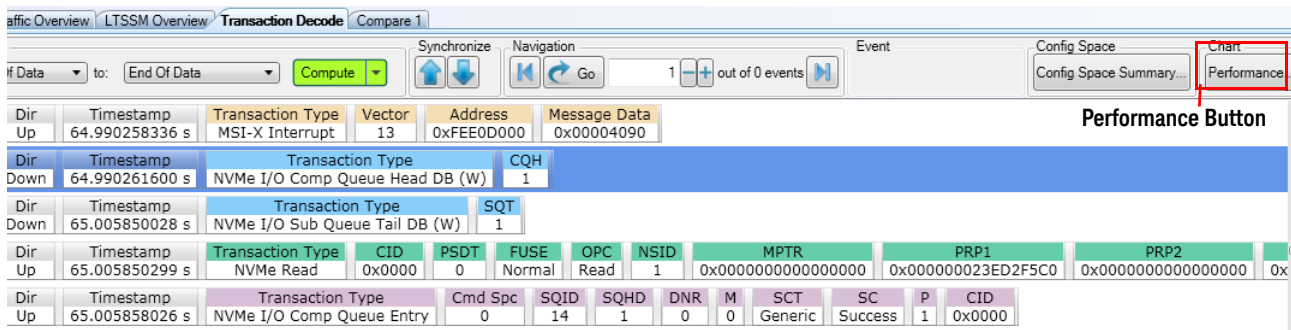 affic Overview LTSSM Overview Transaction Decode Compare 1
Synchronize Navigation Event Config Space Chart
f Data to: End Of Data Compute Go 1 out of 0 events Config Space Summary... Performance.
Performance Button
Dir Timestamp Transaction Type Vector Address Message Data
Up 64.990258336 s MSI-X Interrupt 13 0xFEE0D000 0x00004090
Dir Timestamp Transaction Type CQH
Down 64.990261600 s NVMe I/O Comp Queue Head DB (W) 1
Dir Timestamp Transaction Type SQT
Down 65.005850028 s NVMe I/O Sub Queue Tail DB (W) 1
Dir Timestamp Transaction Type CID PSDT FUSE OPC NSID MPTR PRP1 PRP2
Up 65.005850299 s NVMe Read 0x0000 0 Normal Read 1 0x0000000000000000 0x000000023ED2F5C0 0x0000000000000000 0x
Dir Timestamp Transaction Type Cmd Spc SQID SQHD DNR M SCT SC P CID
Up 65.005858026 s NVMe I/O Comp Queue Entry 0 14 1 0 0 Generic Success 1 0x0000